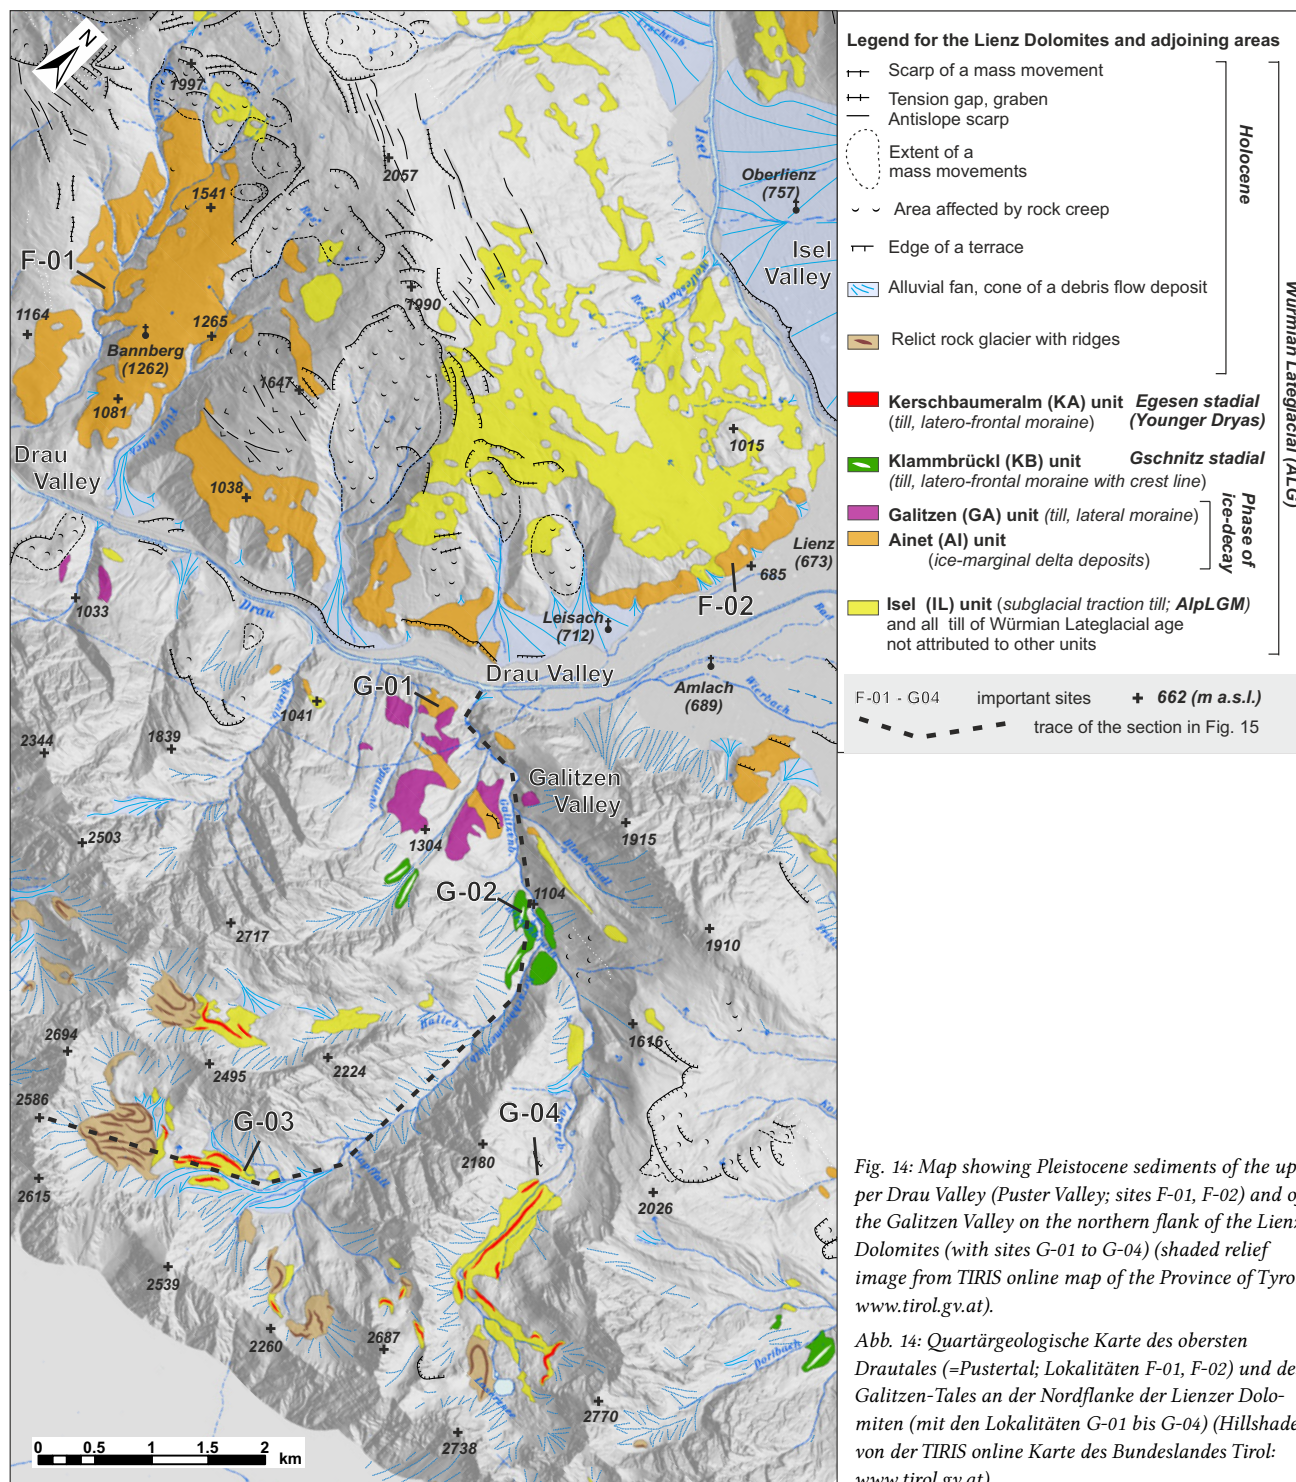 N
1997
Isel
2057
Oberlienz
(757)
1541
Isel
Valley
F-01
1164
1990
1265
Bannberg
(1262)
1647
1081
1015
Drau
Valley
1038
Lienz
(673)
685
F-02
1033
Drau
Leisach
(712)
Drau Valley
G-01
Amlach
(689)
1041
2344
1839
Galitzen
Valley
Galitzenb.
2503
1304
1915
G-02
1104
2717
1910
2694
1616
2495
2224
2586
G-03
G-04
2180
2615
2026
2539
2260
2687
Doribach
2770
2738
0 0.5 1 1.5 2
km
Legend for the Lienz Dolomites and adjoining areas
Scarp of a mass movement
Tension gap, graben
Antislope scarp
Extent of a
mass movements
Area affected by rock creep
Edge of a terrace
Alluvial fan, cone of a debris flow deposit
Relict rock glacier with ridges
Holocene
Kerschbaumeralm (KA) unit Egesen stadial
(till, latero-frontal moraine) (Younger Dryas)
Klammbrückl (KB) unit Gschnitz stadial
(till, latero-frontal moraine with crest line)
Galitzen (GA) unit (till, lateral moraine)
Ainet (AI) unit
(ice-marginal delta deposits)
Phase of
ice-decay
Isel (IL) unit (subglacial traction till; AlpLGM)
and all till of Würmian Lateglacial age
not attributed to other units
Würmian Lateglacial (ALG)
F-01 - G04 important sites 662 (m a.s.l.)
trace of the section in Fig. 15
Fig. 14: Map showing Pleistocene sediments of the up-
per Drau Valley (Puster Valley; sites F-01, F-02) and o
the Galitzen Valley on the northern flank of the Lienz
Dolomites (with sites G-01 to G-04) (shaded relief
image from TIRIS online map of the Province of Tyro
www.tirol.gv.at).
Abb. 14: Quartärgeologische Karte des obersten
Drautales (=Pustertal; Lokalitäten F-01, F-02) und de
Galitzen-Tales an der Nordflanke der Lienzer Dolo-
miten (mit den Lokalitäten G-01 bis G-04) (Hillshade
von der TIRIS online Karte des Bundeslandes Tirol:
www.tirol.gv.at)